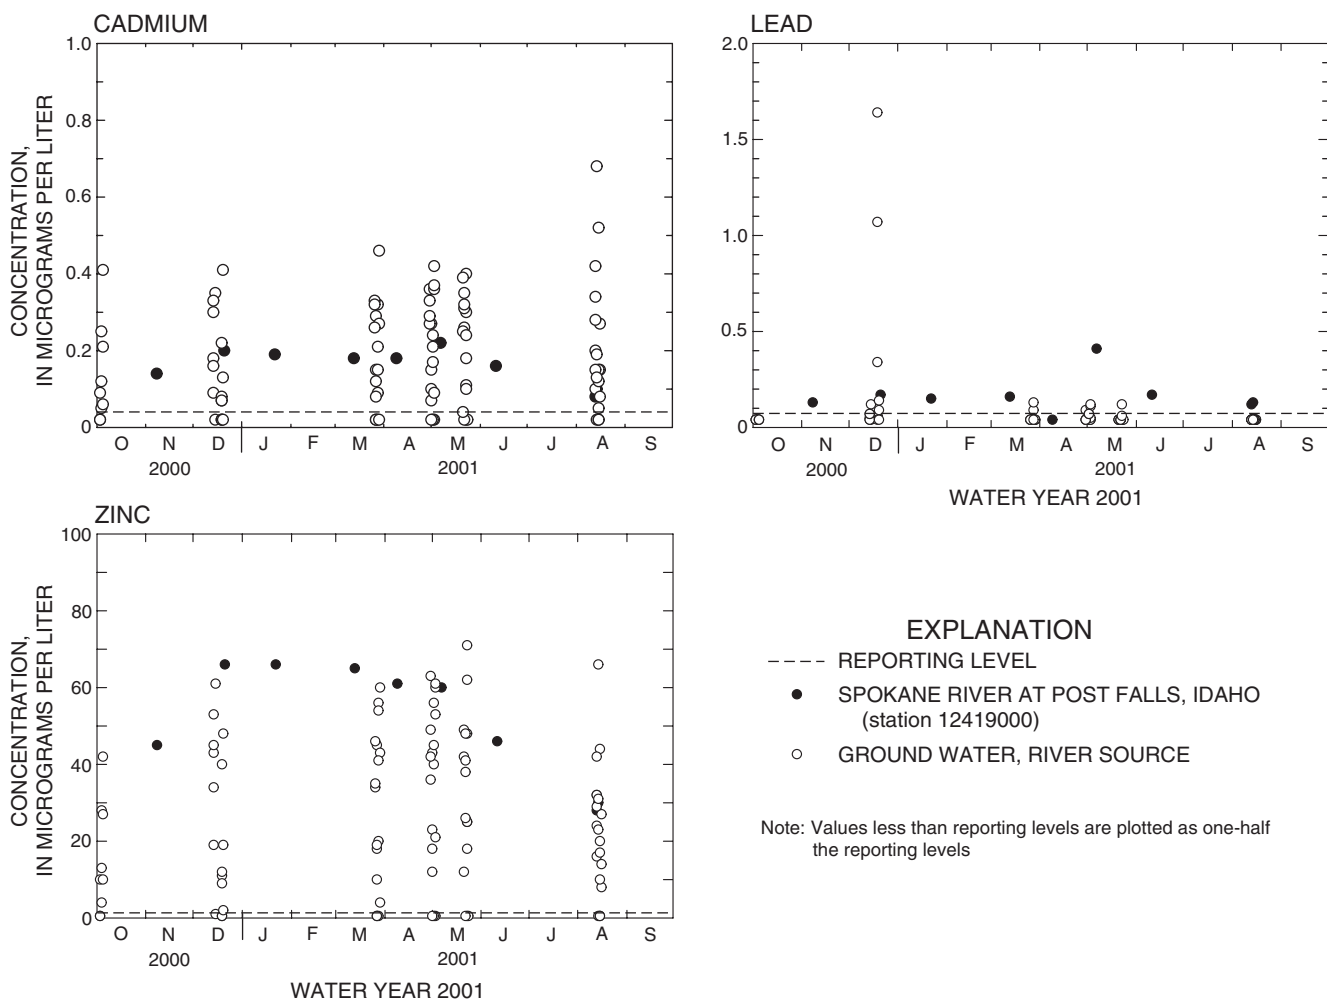 CADMIUM
CONCENTRATION,
IN MICROGRAMS PER LITER
1.0
0.8
0.6
0.4
0.2
0
O N D J F M A M J J A S
2000 2001
LEAD
2.0
1.5
1.0
0.5
0
O N D J F M A M J J A S
2000 2001
WATER YEAR 2001
ZINC
CONCENTRATION,
IN MICROGRAMS PER LITER
100
80
60
40
20
0
O N D J F M A M J J A S
2000 2001
WATER YEAR 2001
EXPLANATION
REPORTING LEVEL
SPOKANE RIVER AT POST FALLS, IDAHO
(station 12419000)
GROUND WATER, RIVER SOURCE
Note: Values less than reporting levels are plotted as one-half
the reporting levels